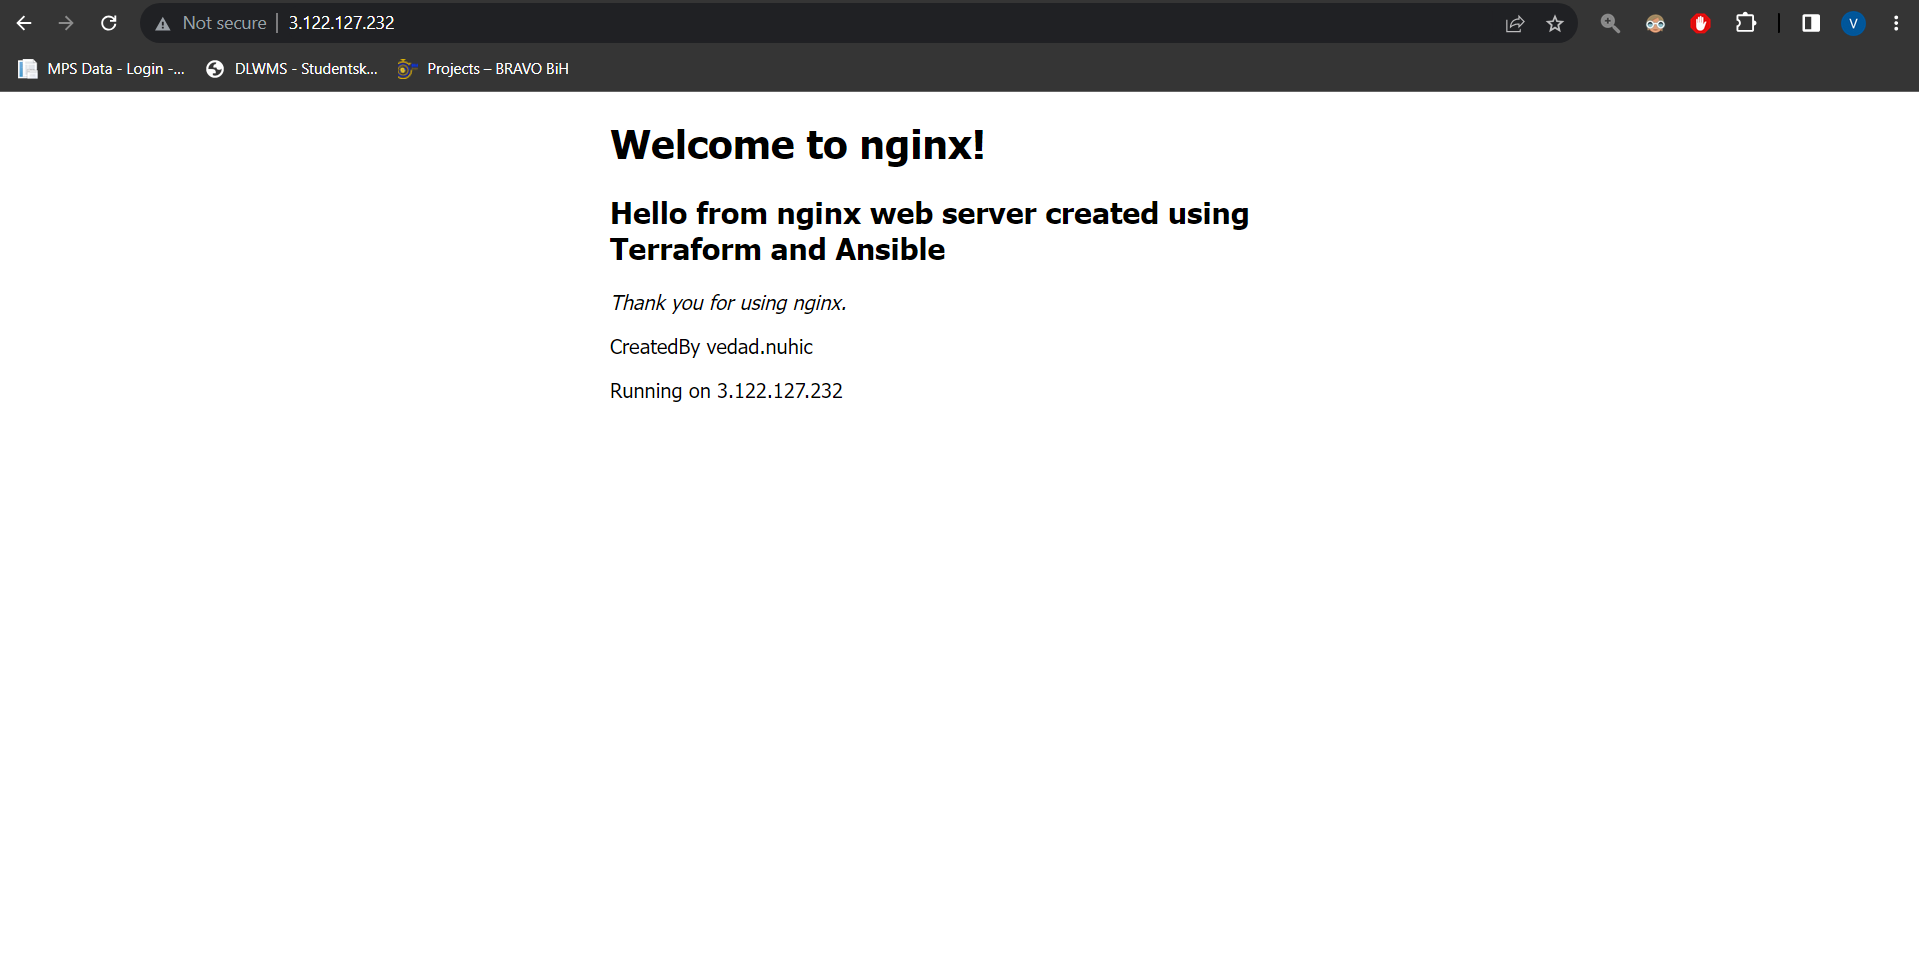 Not secure 3.122.127.232
V
MPS Data - Login -... DLWMS - Studentsk... Projects – BRAVO BiH
Welcome to nginx!
Hello from nginx web server created using
Terraform and Ansible
Thank you for using nginx.
CreatedBy vedad.nuhic
Running on 3.122.127.232